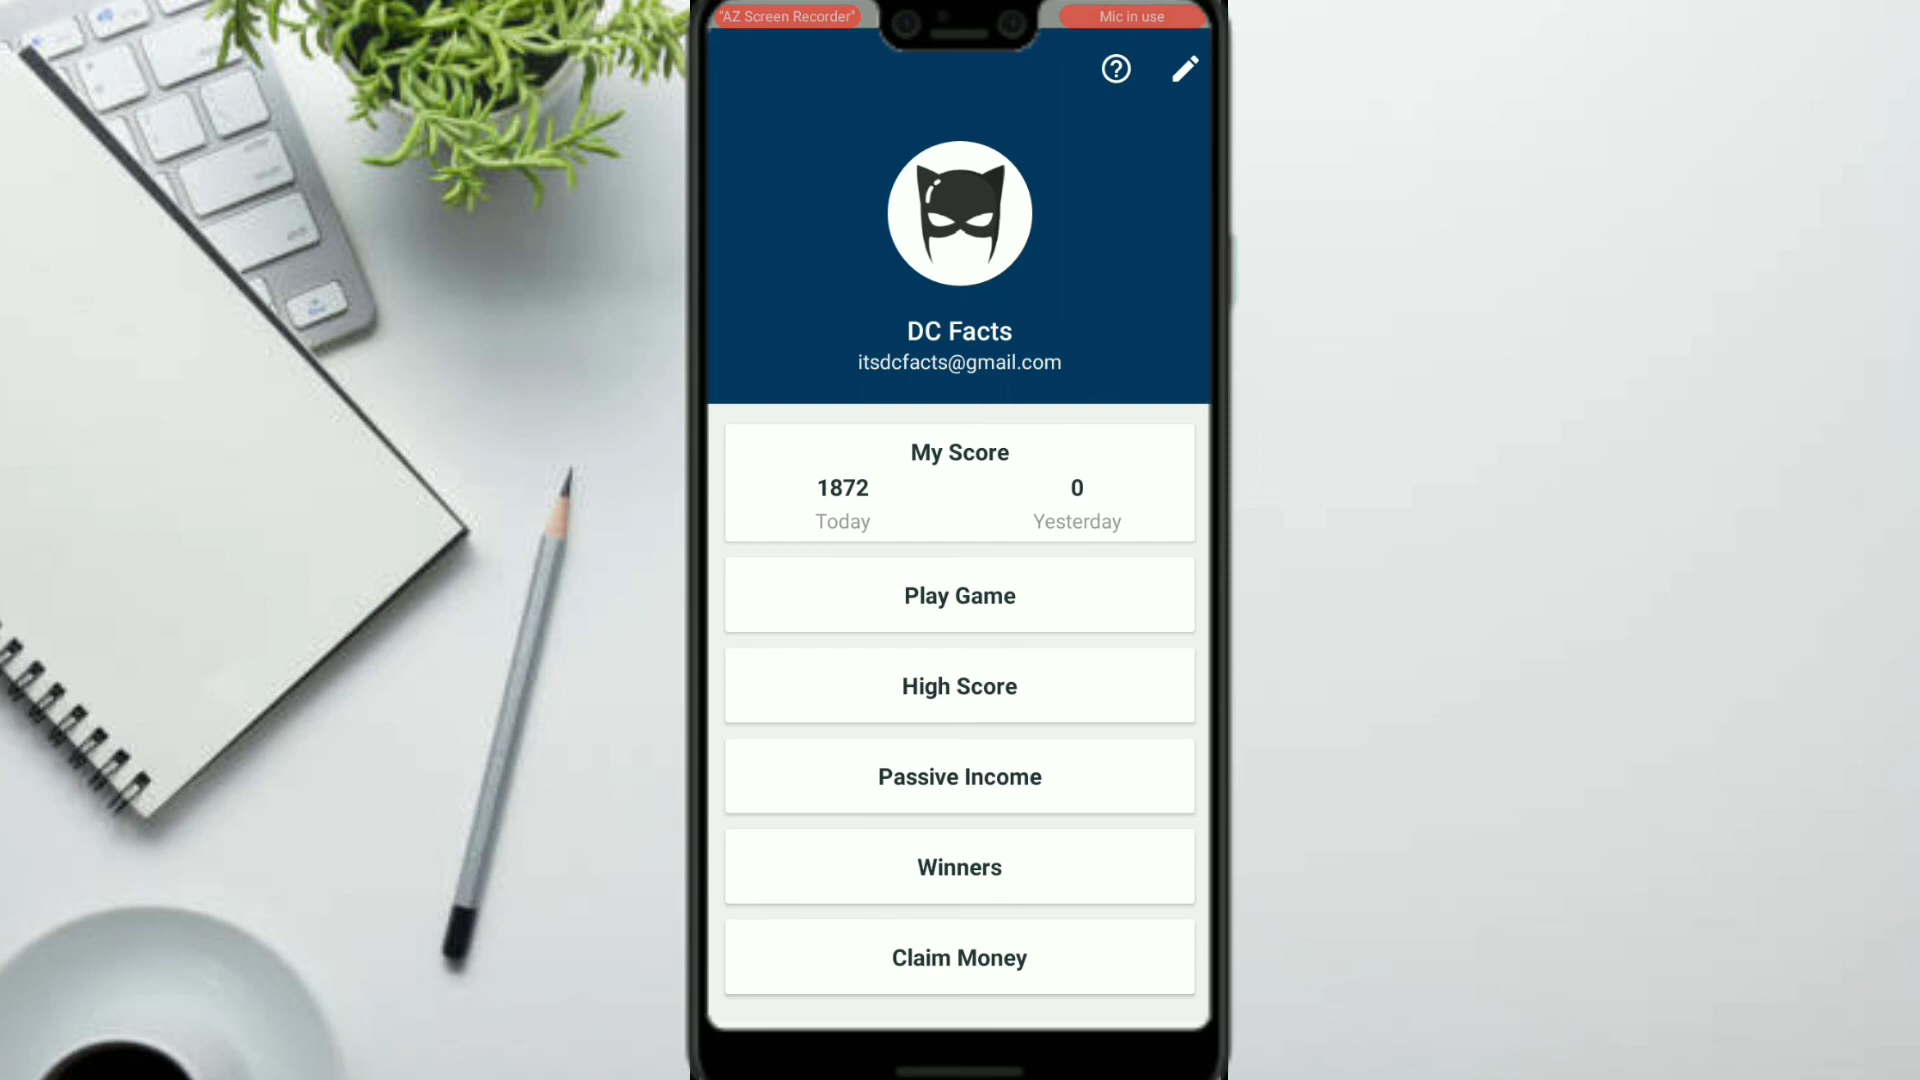 "AZ Screen Recorder"
Mic in use
DC Facts
itsdcfacts@gmail.com
My Score
1872
0
Today
Yesterday
Play Game
High Score
Passive Income
Winners
Claim Money